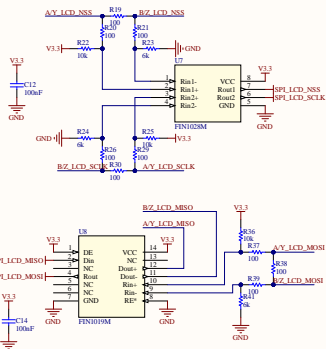 A/Y_LCD_NSS
R19
100
B/Z_LCD_NSS
R20
100
R21
100
V3.3
R22
10k
R23
6k
GND
U7
V3.3
C12
100nF
GND
1 Rin1- VCC 8 V3.3
2 Rin1+ Rout1 7 SPI_LCD_NSS
3 Rin2+ Rout2 6 SPI_LCD_SCLK
4 Rin2- GND 5
FIN1028M
GND
GND
R24
6k
R25
10k
V3.3
R26
100
R29
100
B/Z_LCD_SCLK
R30
100
A/Y_LCD_SCLK
B/Z_LCD_MISO
A/Y_LCD_MISO
U8
V3.3
V3.3
1 DE VCC 14
PI_LCD_MISO 2 Din NC 13
3 NC Dout+ 12
PI_LCD_MOSI 4 Rout Dout- 11
5 NC Rin+ 10
6 NC Rin- 9
7 GND RE* 8
FIN1019M
GND
GND
V3.3
C14
100nF
V3.3
R36
10k
R37
100
A/Y_LCD_MOSI
R38
100
R39
100
B/Z_LCD_MOSI
R41
6k
GND